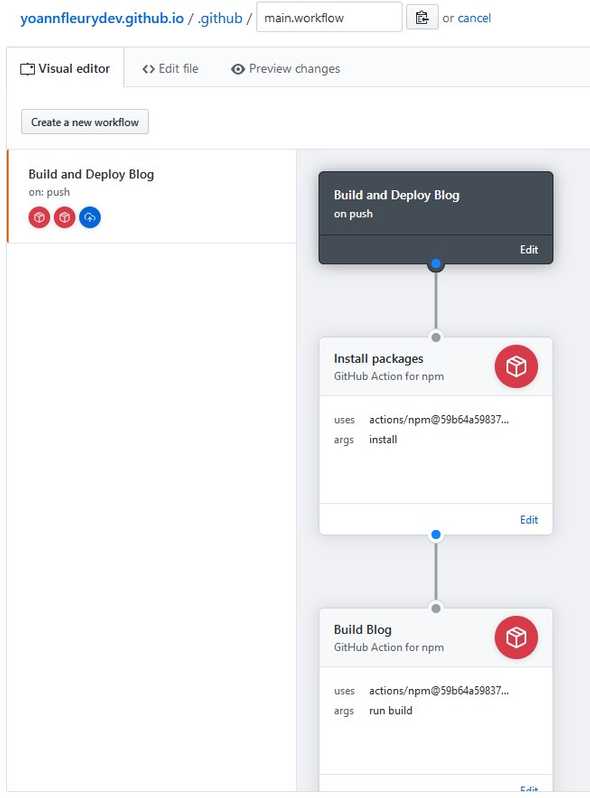 yoannfleurydev.github.io / .github / main.workflow or cancel
Visual editor
Edit file
Preview changes
Create a new workflow
Build and Deploy Blog
on: push
Build and Deploy Blog
on push
Edit
Install packages
GitHub Action for npm
uses actions/npm@59b64a59837...
args install
Edit
Build Blog
GitHub Action for npm
uses actions/npm@59b64a59837...
args run build
Edit